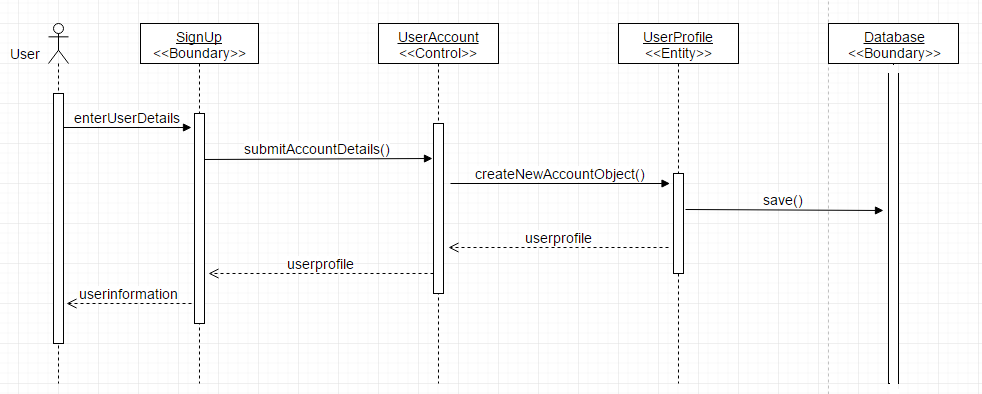 User
SignUp
<<Boundary>>
UserAccount
<<Control>>
UserProfile
<<Entity>>
Database
<<Boundary>>
enterUserDetails
submitAccountDetails()
createNewAccountObject()
save()
userprofile
userprofile
userinformation